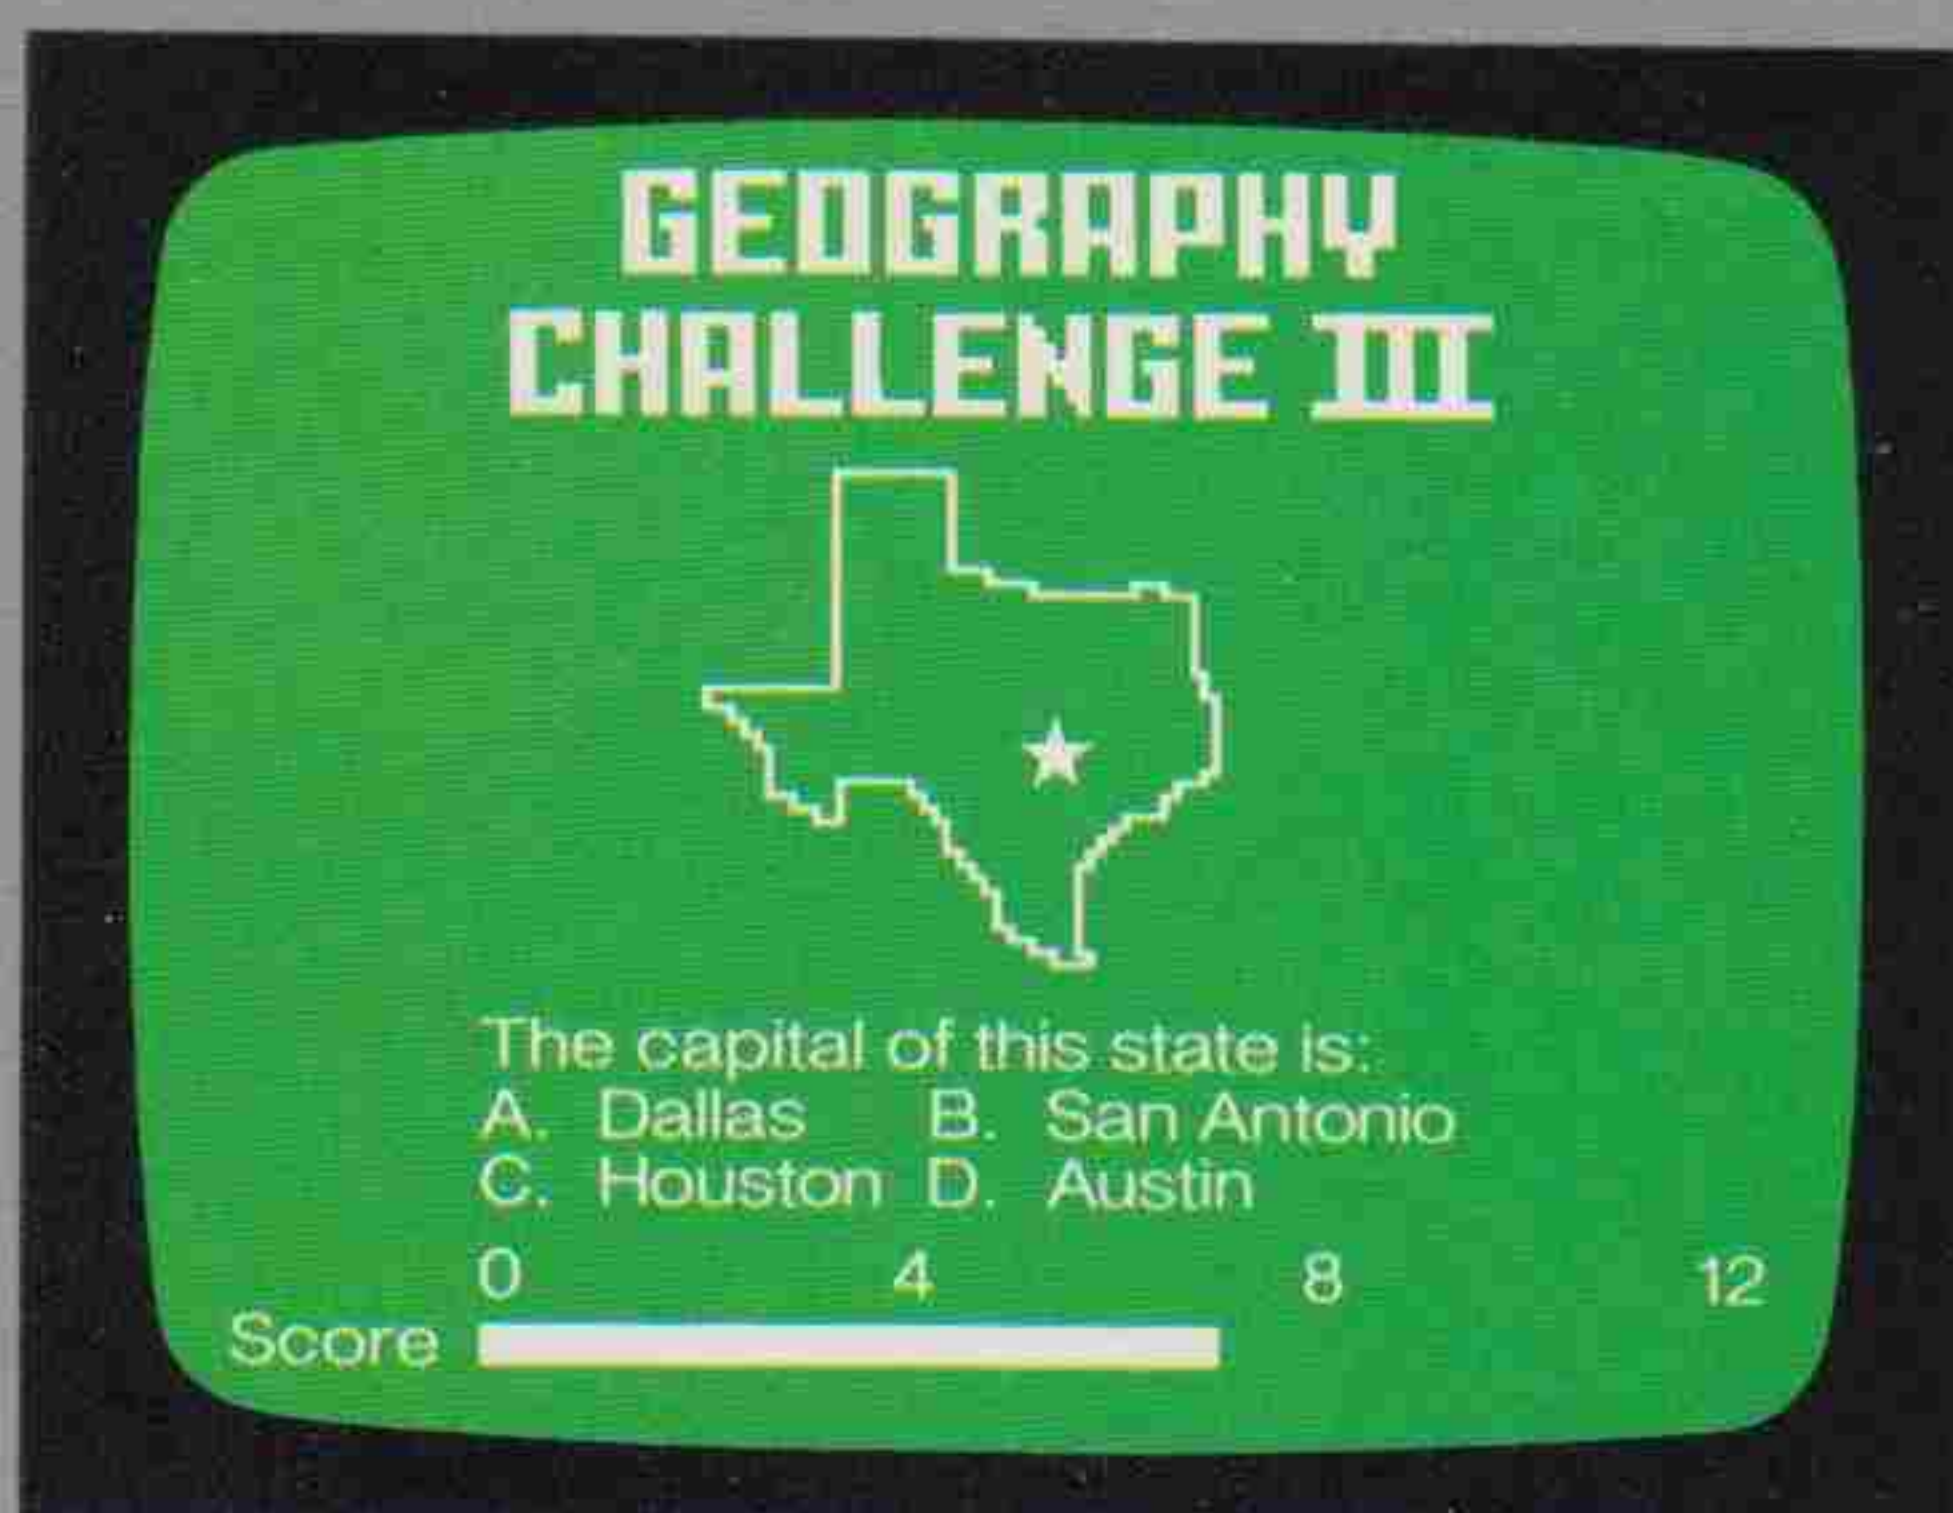 GEOGRAPHY
CHALLENGE III
The capital of this state is:
A. Dallas B. San Antonio
C. Houston D. Austin
0 4 8 12
Score